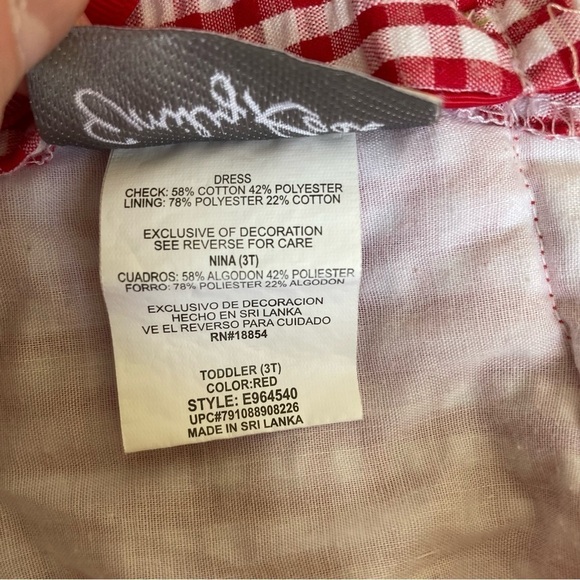 DRESS
CHECK: 58% COTTON 42% POLYESTER
LINING: 78% POLYESTER 22% COTTON
EXCLUSIVE OF DECORATION
SEE REVERSE FOR CARE
NINA (3T)
CUADROS: 58% ALGODON 42% POLIESTER
FORRO: 78% POLIESTER 22% ALGODON
EXCLUSIVO DE DECORACION
HECHO EN SRI LANKA
VE EL REVERSO PARA CUIDADO
RN#18854
TODDLER (3T)
COLOR:RED
STYLE: E964540
UPC#791088908226
MADE IN SRI LANKA